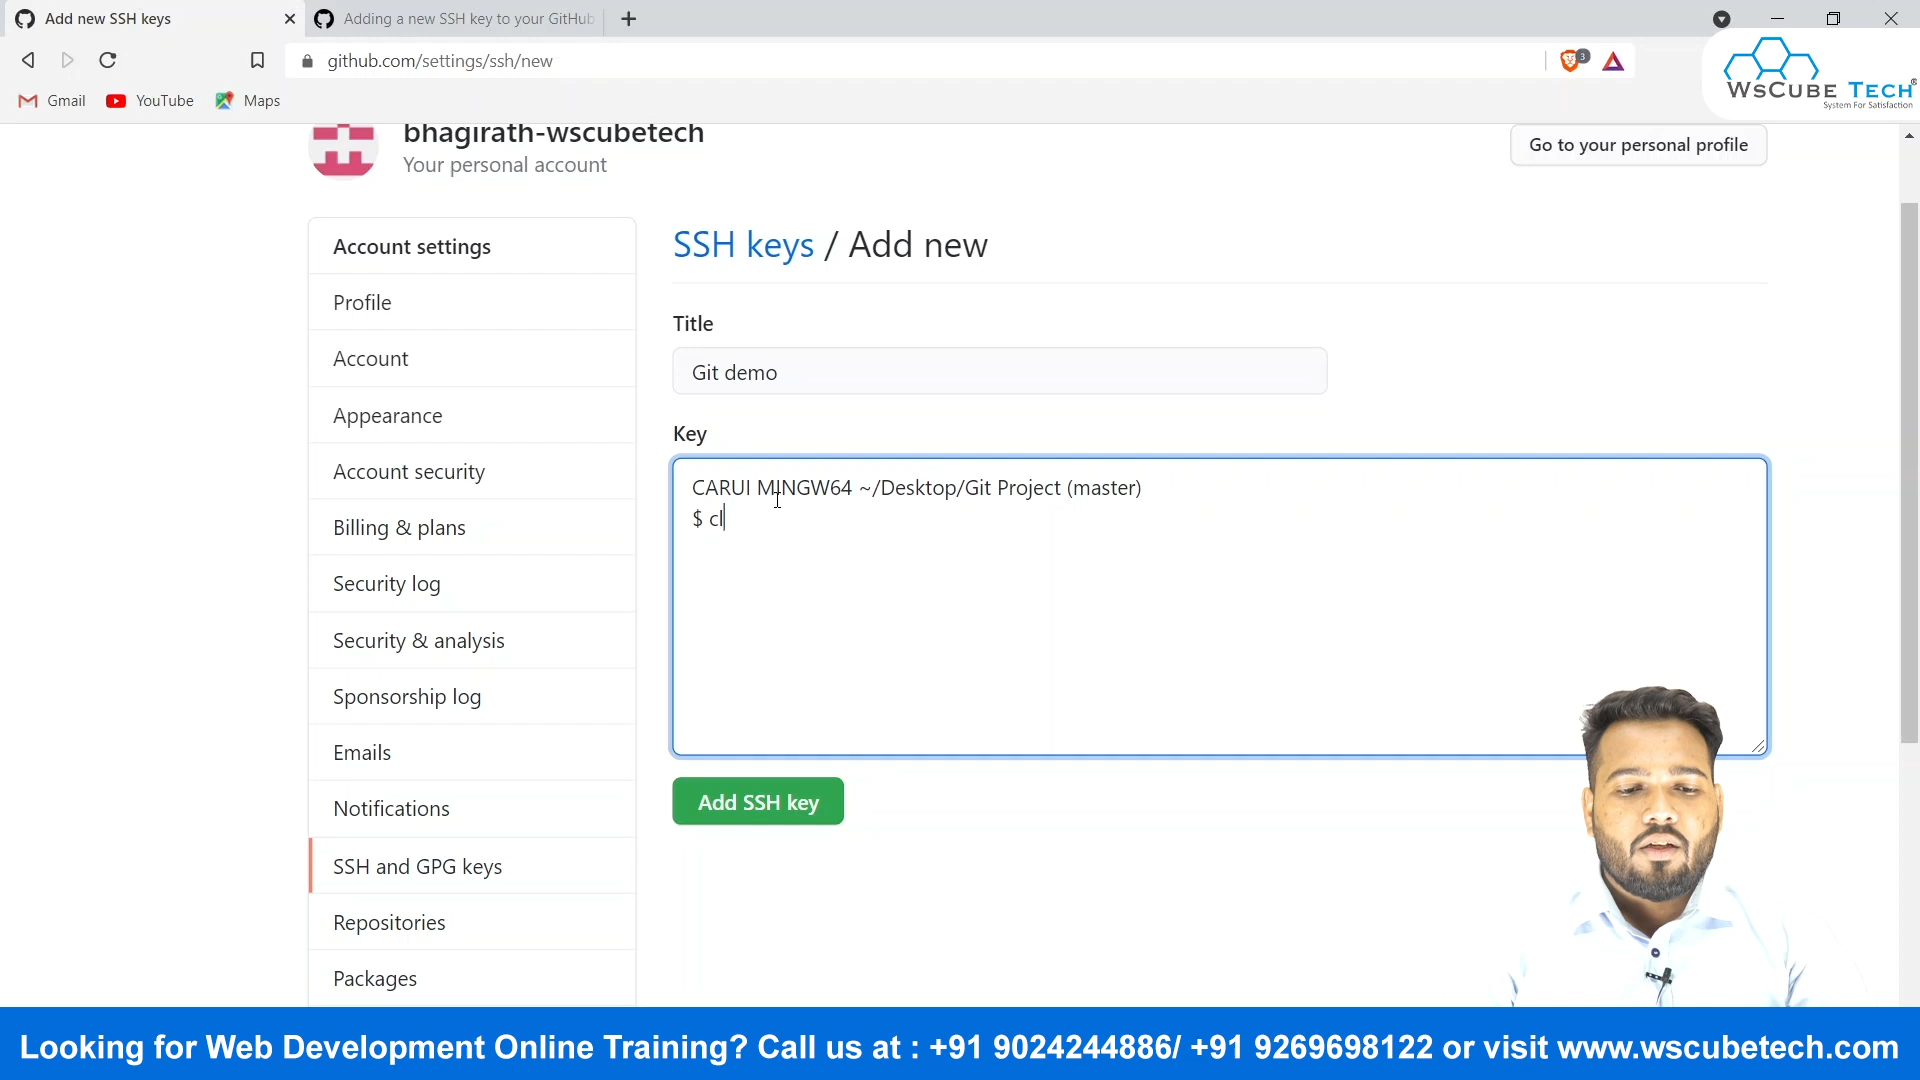 Add new SSH keys
Adding a new SSH key to your GitHub
github.com/settings/ssh/new
3
Gmail
YouTube
Maps
WsCube Tech®
System For Satisfaction
bhagirath-wscubetech
Your personal account
Go to your personal profile
Account settings
Profile
Account
Appearance
Account security
Billing & plans
Security log
Security & analysis
Sponsorship log
Emails
Notifications
SSH and GPG keys
Repositories
Packages
SSH keys / Add new
Title
Git demo
Key
CARUI MINGW64 ~/Desktop/Git Project (master)
$ cl
Add SSH key
Looking for Web Development Online Training? Call us at : +91 9024244886/ +91 9269698122 or visit www.wscubetech.com